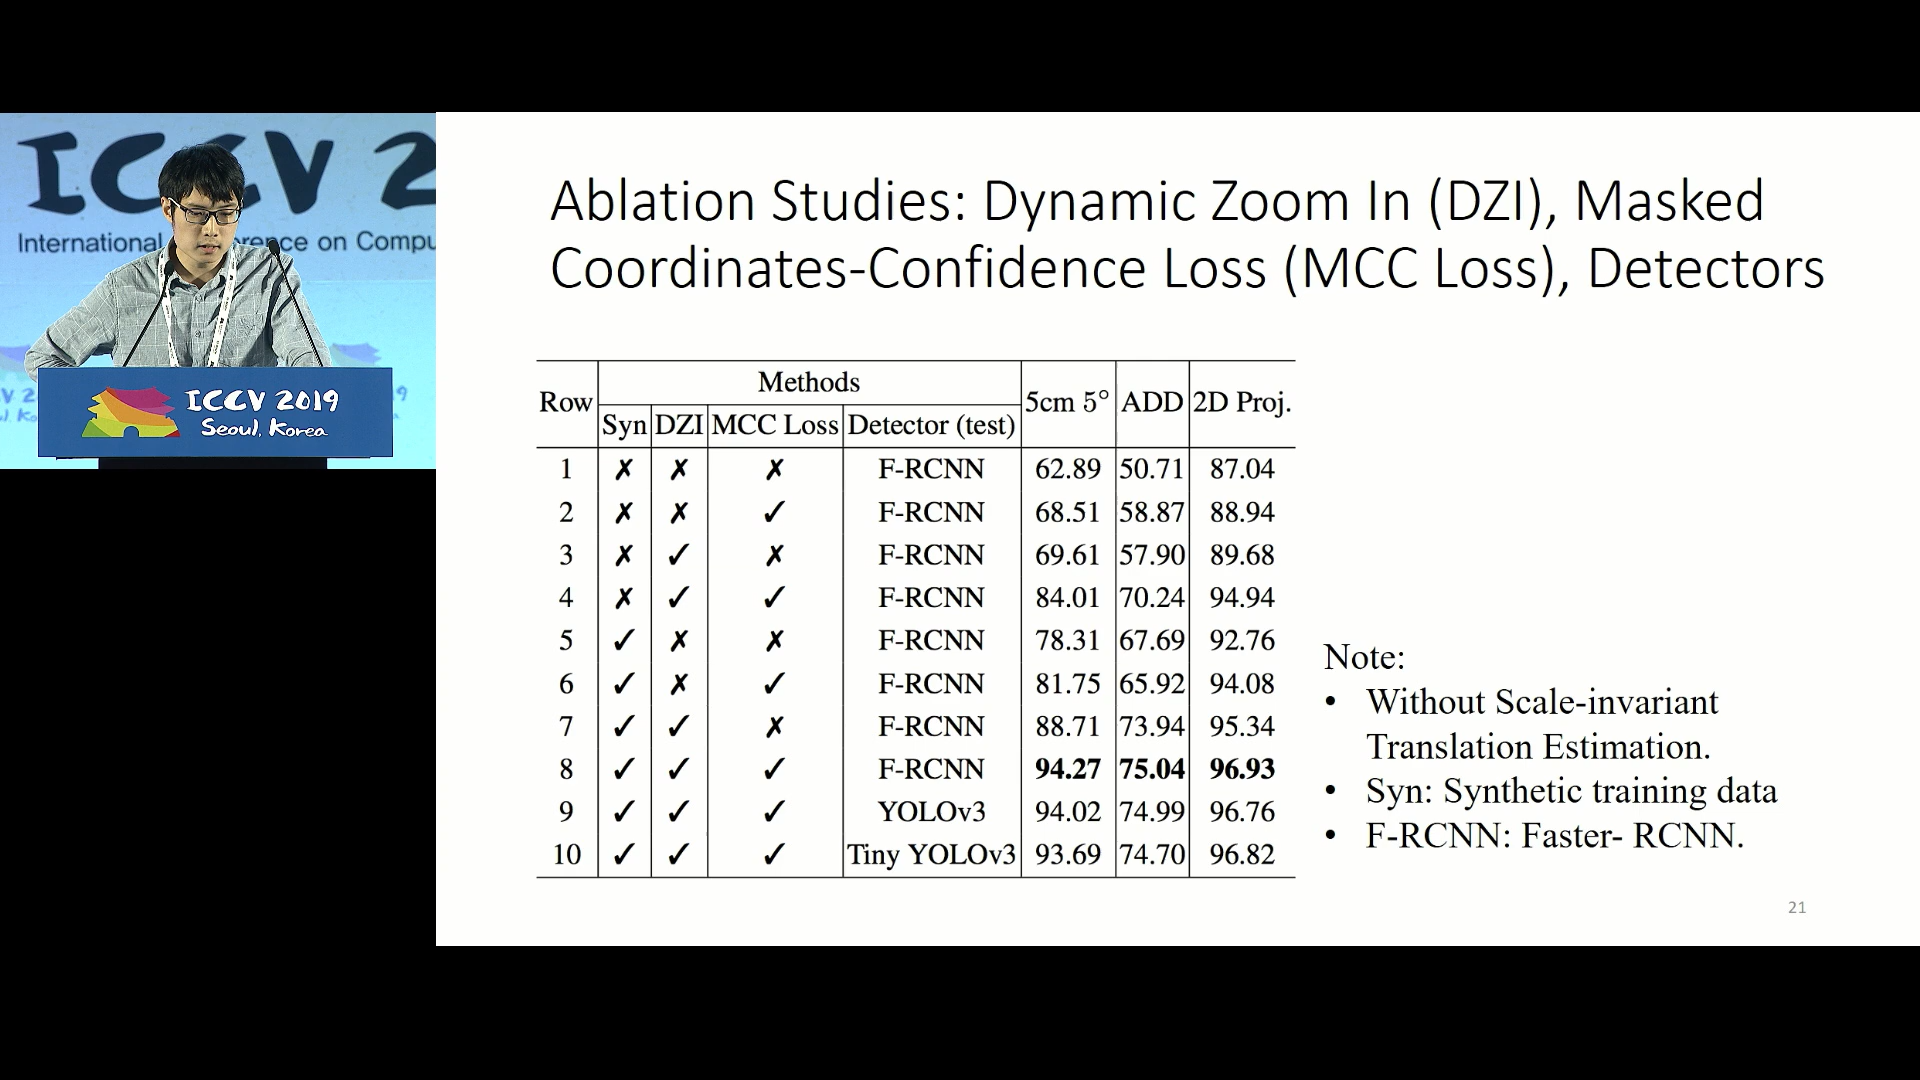 ICCV 2
International
rence on Compu
ICCV 2019
Seoul, Korea
Ablation Studies: Dynamic Zoom In (DZI), Masked
Coordinates-Confidence Loss (MCC Loss), Detectors
Row Methods 5cm 5° ADD 2D Proj.
Syn DZI MCC Loss Detector (test)
1 ✗ ✗ ✗ F-RCNN 62.89 50.71 87.04
2 ✗ ✗ ✓ F-RCNN 68.51 58.87 88.94
3 ✗ ✓ ✗ F-RCNN 69.61 57.90 89.68
4 ✗ ✓ ✓ F-RCNN 84.01 70.24 94.94
5 ✓ ✗ ✗ F-RCNN 78.31 67.69 92.76
6 ✓ ✗ ✓ F-RCNN 81.75 65.92 94.08
7 ✓ ✓ ✗ F-RCNN 88.71 73.94 95.34
8 ✓ ✓ ✓ F-RCNN 94.27 75.04 96.93
9 ✓ ✓ ✓ YOLOv3 94.02 74.99 96.76
10 ✓ ✓ ✓ Tiny YOLOv3 93.69 74.70 96.82
Note:
• Without Scale-invariant
Translation Estimation.
• Syn: Synthetic training data
• F-RCNN: Faster- RCNN.
21